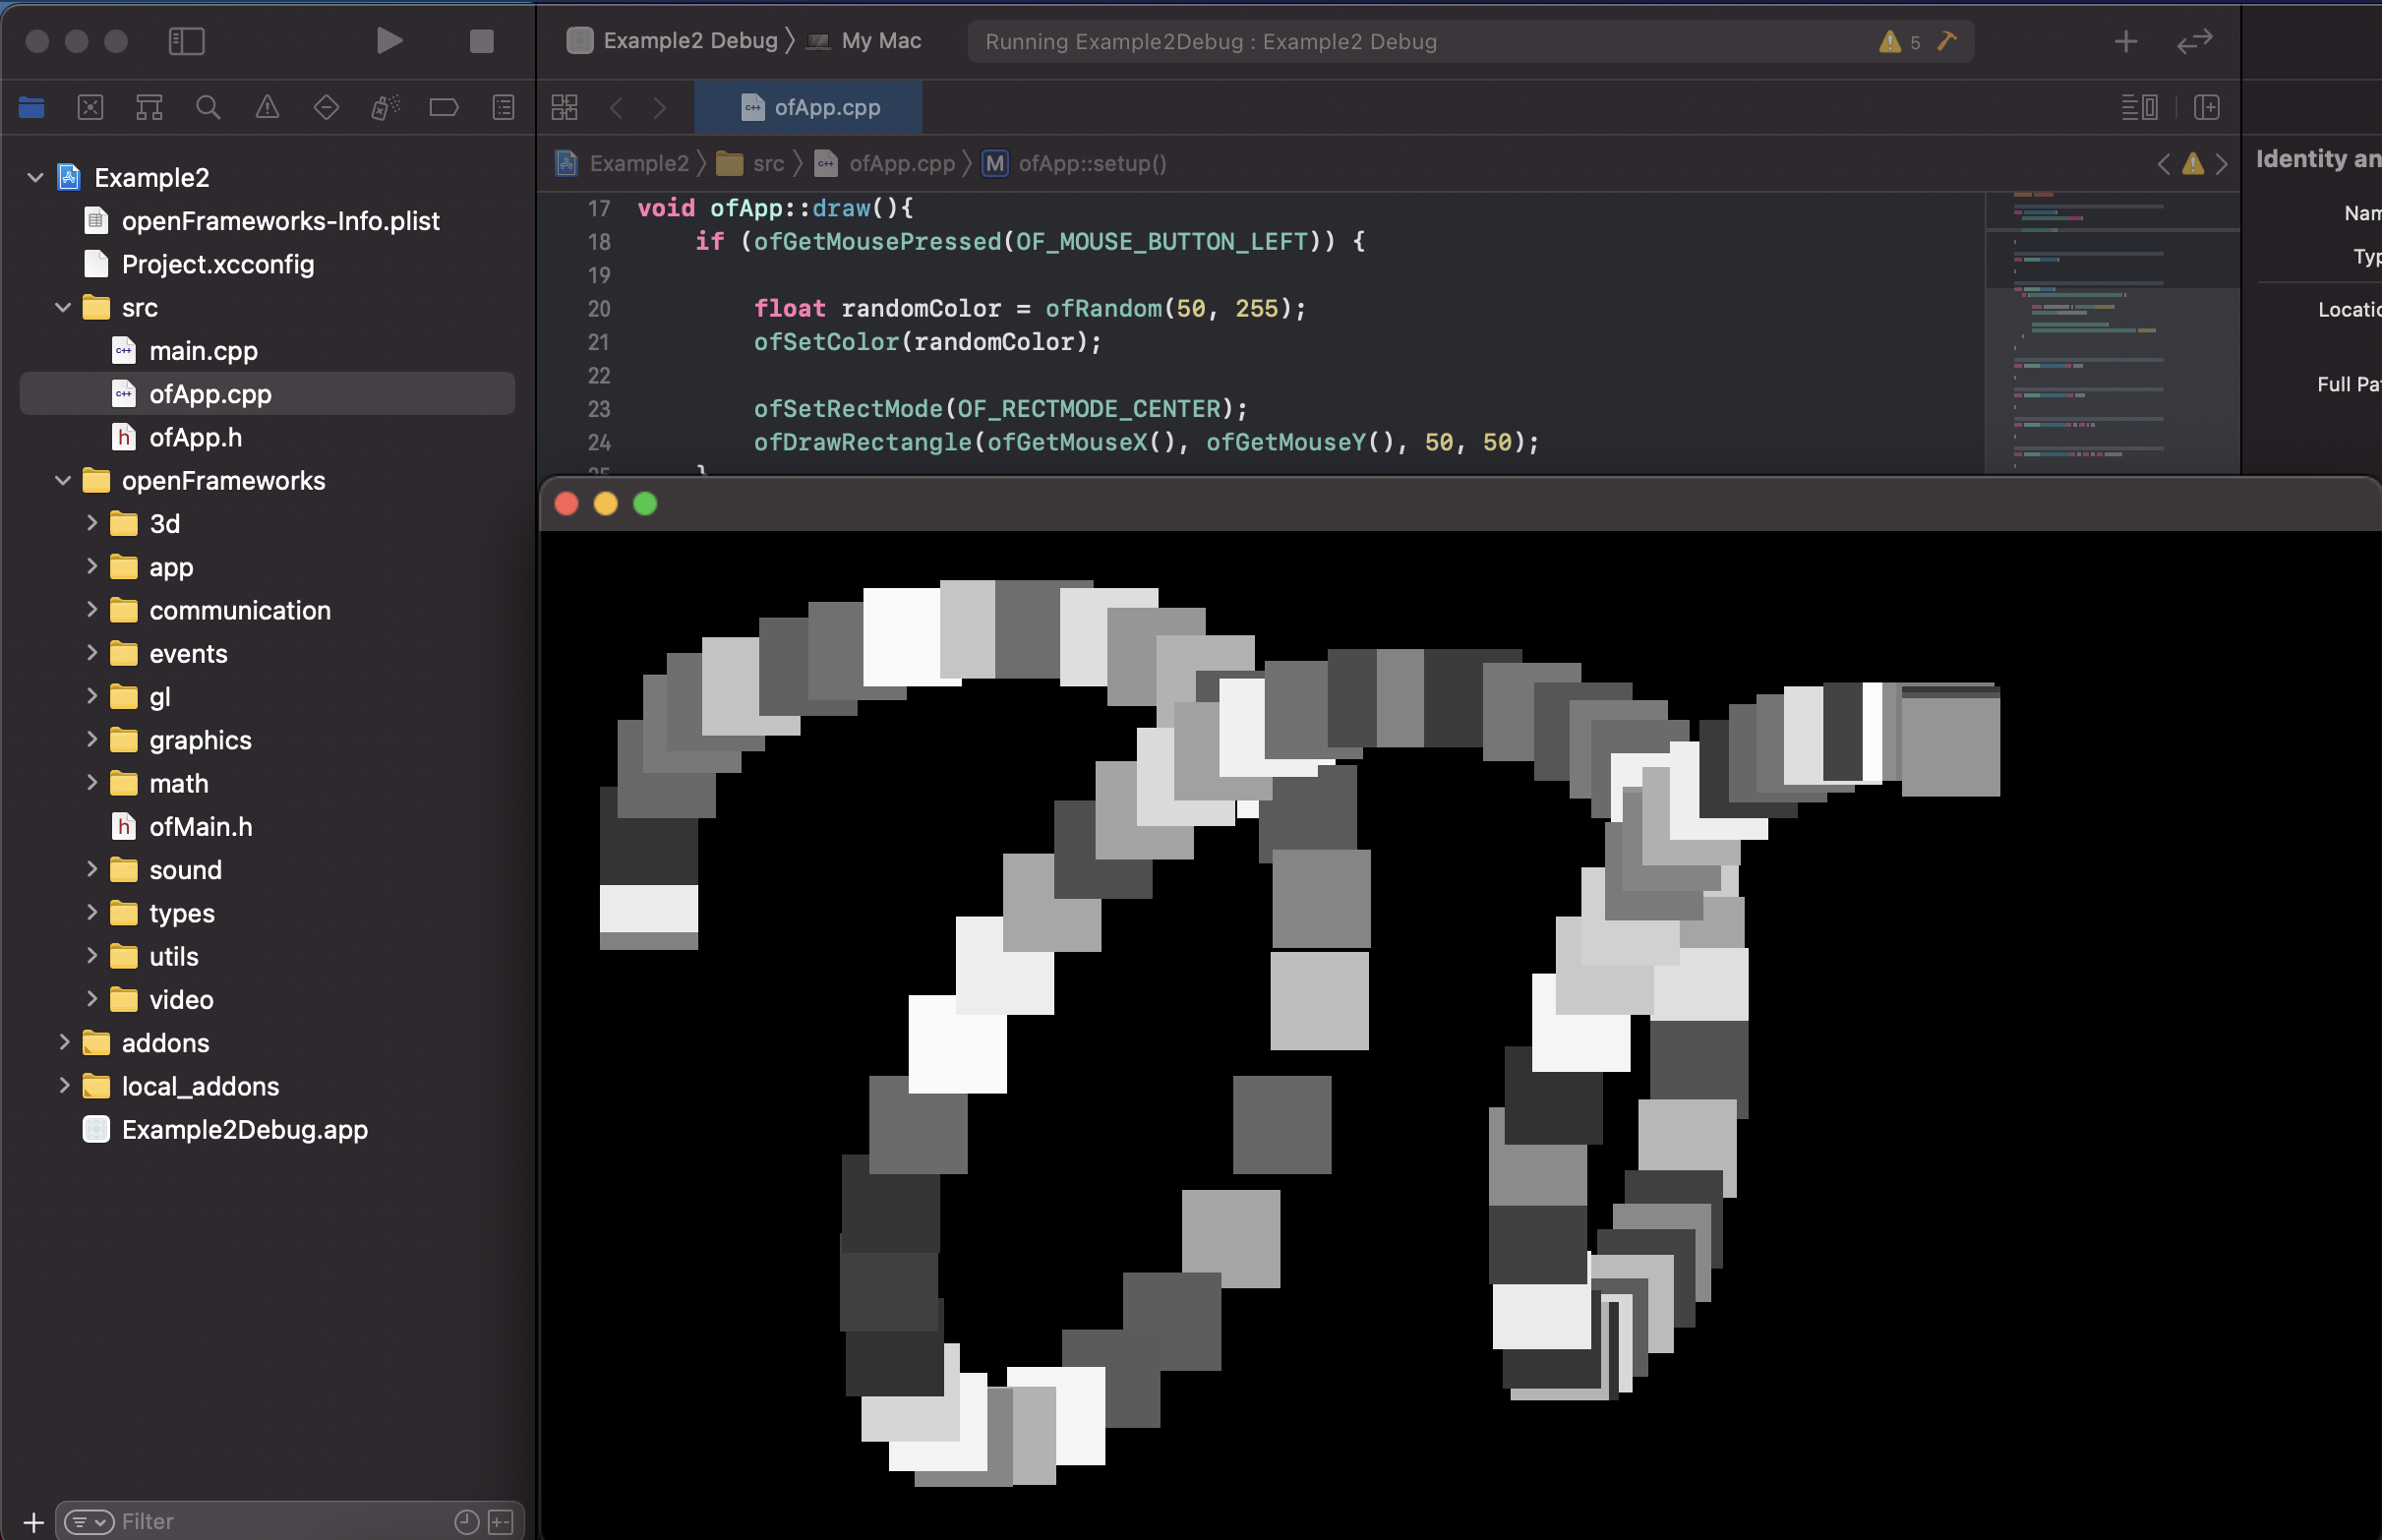 Example2 Debug
My Mac
Running Example2Debug : Example2 Debug
5
ofApp.cpp
Example2
src
ofApp.cpp
M
ofApp::setup()
Identity an
Nam
Typ
Locatio
Full Pa
Example2
openFrameworks-Info.plist
Project.xcconfig
src
c++ main.cpp
c++ ofApp.cpp
h ofApp.h
openFrameworks
3d
app
communication
events
gl
graphics
math
h ofMain.h
sound
types
utils
video
addons
local_addons
Example2Debug.app
Filter
17 void ofApp::draw(){
18 if (ofGetMousePressed(OF_MOUSE_BUTTON_LEFT)) {
19
20 float randomColor = ofRandom(50, 255);
21 ofSetColor(randomColor);
22
23 ofSetRectMode(OF_RECTMODE_CENTER);
24 ofDrawRectangle(ofGetMouseX(), ofGetMouseY(), 50, 50);
25 }